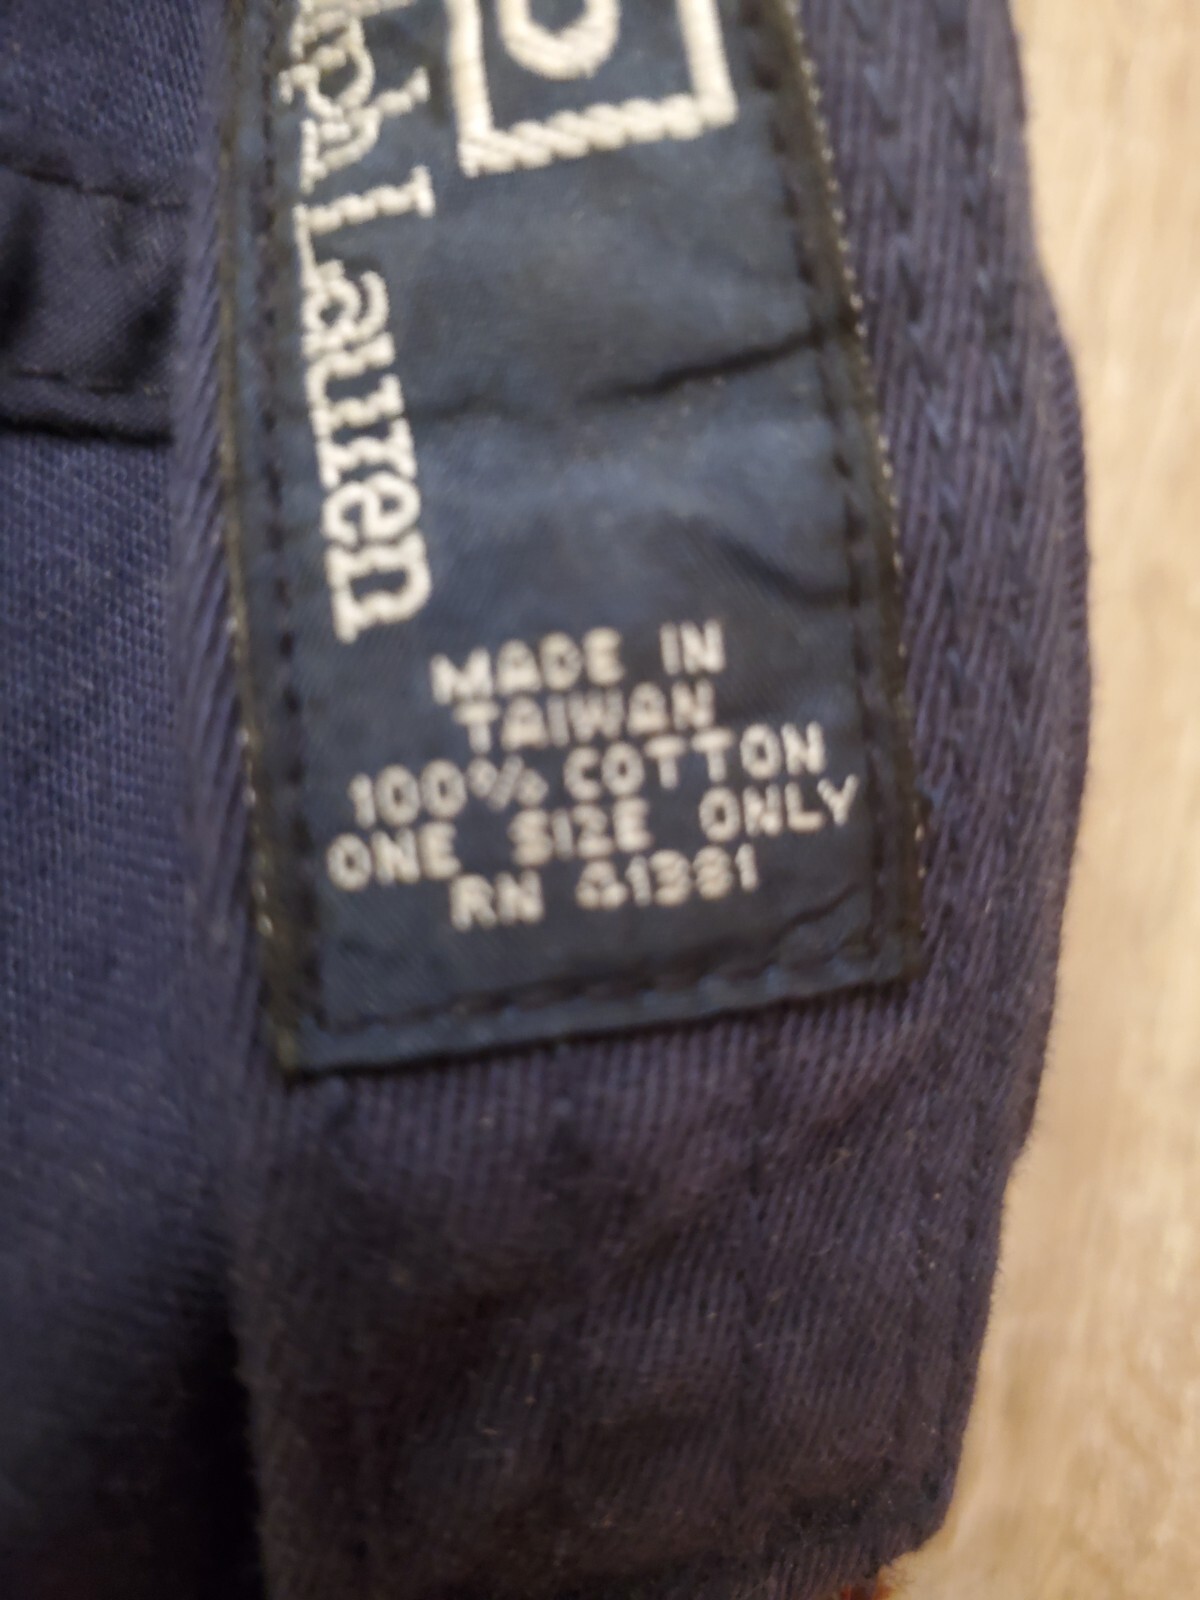 Lauren
MADE IN
TAIWAN
100% COTTON
ONE SIZE ONLY
RN 41381